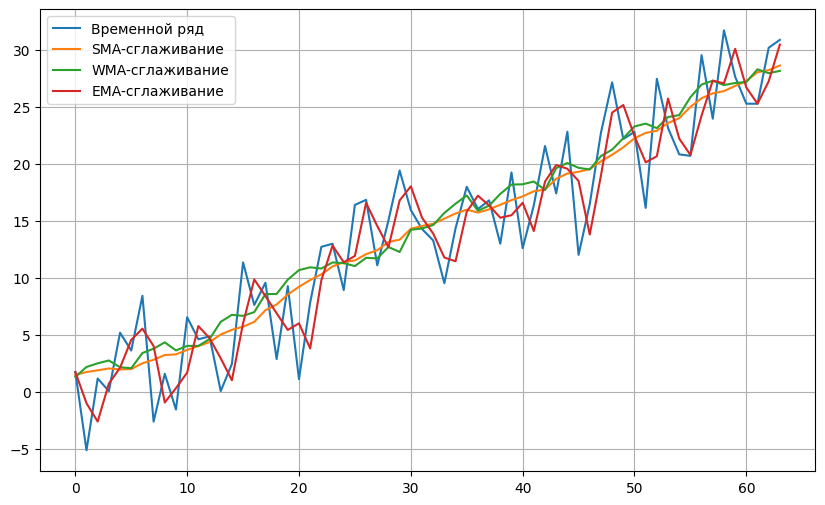 Временной ряд
SMA-сглаживание
WMA-сглаживание
EMA-сглаживание
30
25
20
15
10
5
0
−5
0 10 20 30 40 50 60